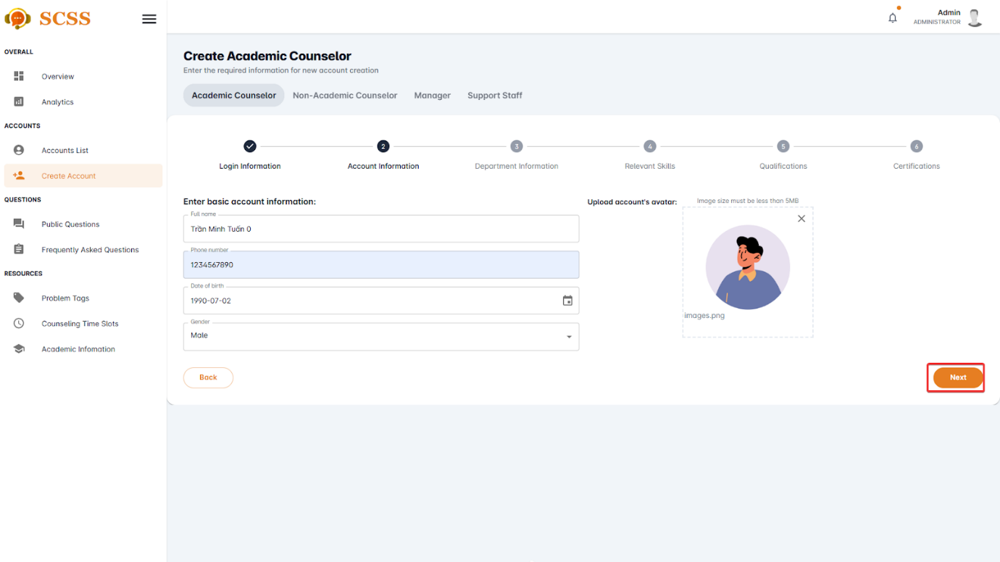 SCSS
Admin
ADMINISTRATOR
OVERALL
Overview
Analytics
ACCOUNTS
Accounts List
Create Account
QUESTIONS
Public Questions
Frequently Asked Questions
RESOURCES
Problem Tags
Counseling Time Slots
Academic Infomation
Create Academic Counselor
Enter the required information for new account creation
Academic Counselor Non-Academic Counselor Manager Support Staff
2 3 4 5 6
Login Information Account Information Department Information Relevant Skills Qualifications Certifications
Enter basic account information:
Full name
Trần Minh Tuấn 0
Phone number
1234567890
Date of birth
1990-07-02
Gender
Male
Upload account's avatar:
Image size must be less than 5MB
images.png
Back
Next